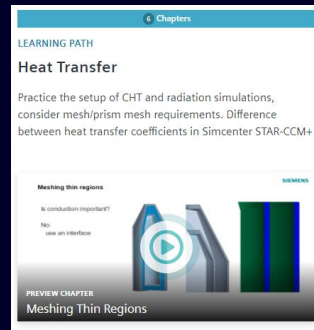 6 Chapters
LEARNING PATH
Heat Transfer
Practice the setup of CHT and radiation simulations,
consider mesh/prism mesh requirements. Difference
between heat transfer coefficients in Simcenter STAR-CCM+
SIEMENS
Meshing thin regions
Is conduction important?
No:
use an interface
PREVIEW CHAPTER
Meshing Thin Regions